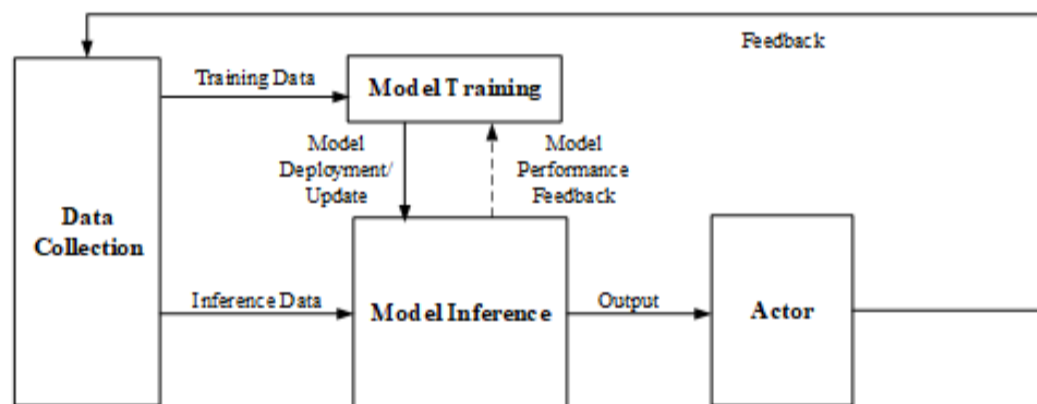 Feedback
Training Data
Model Training
Model
Deployment/
Update
Model
Performance
Feedback
Data
Collection
Inference Data
Model Inference
Output
Actor